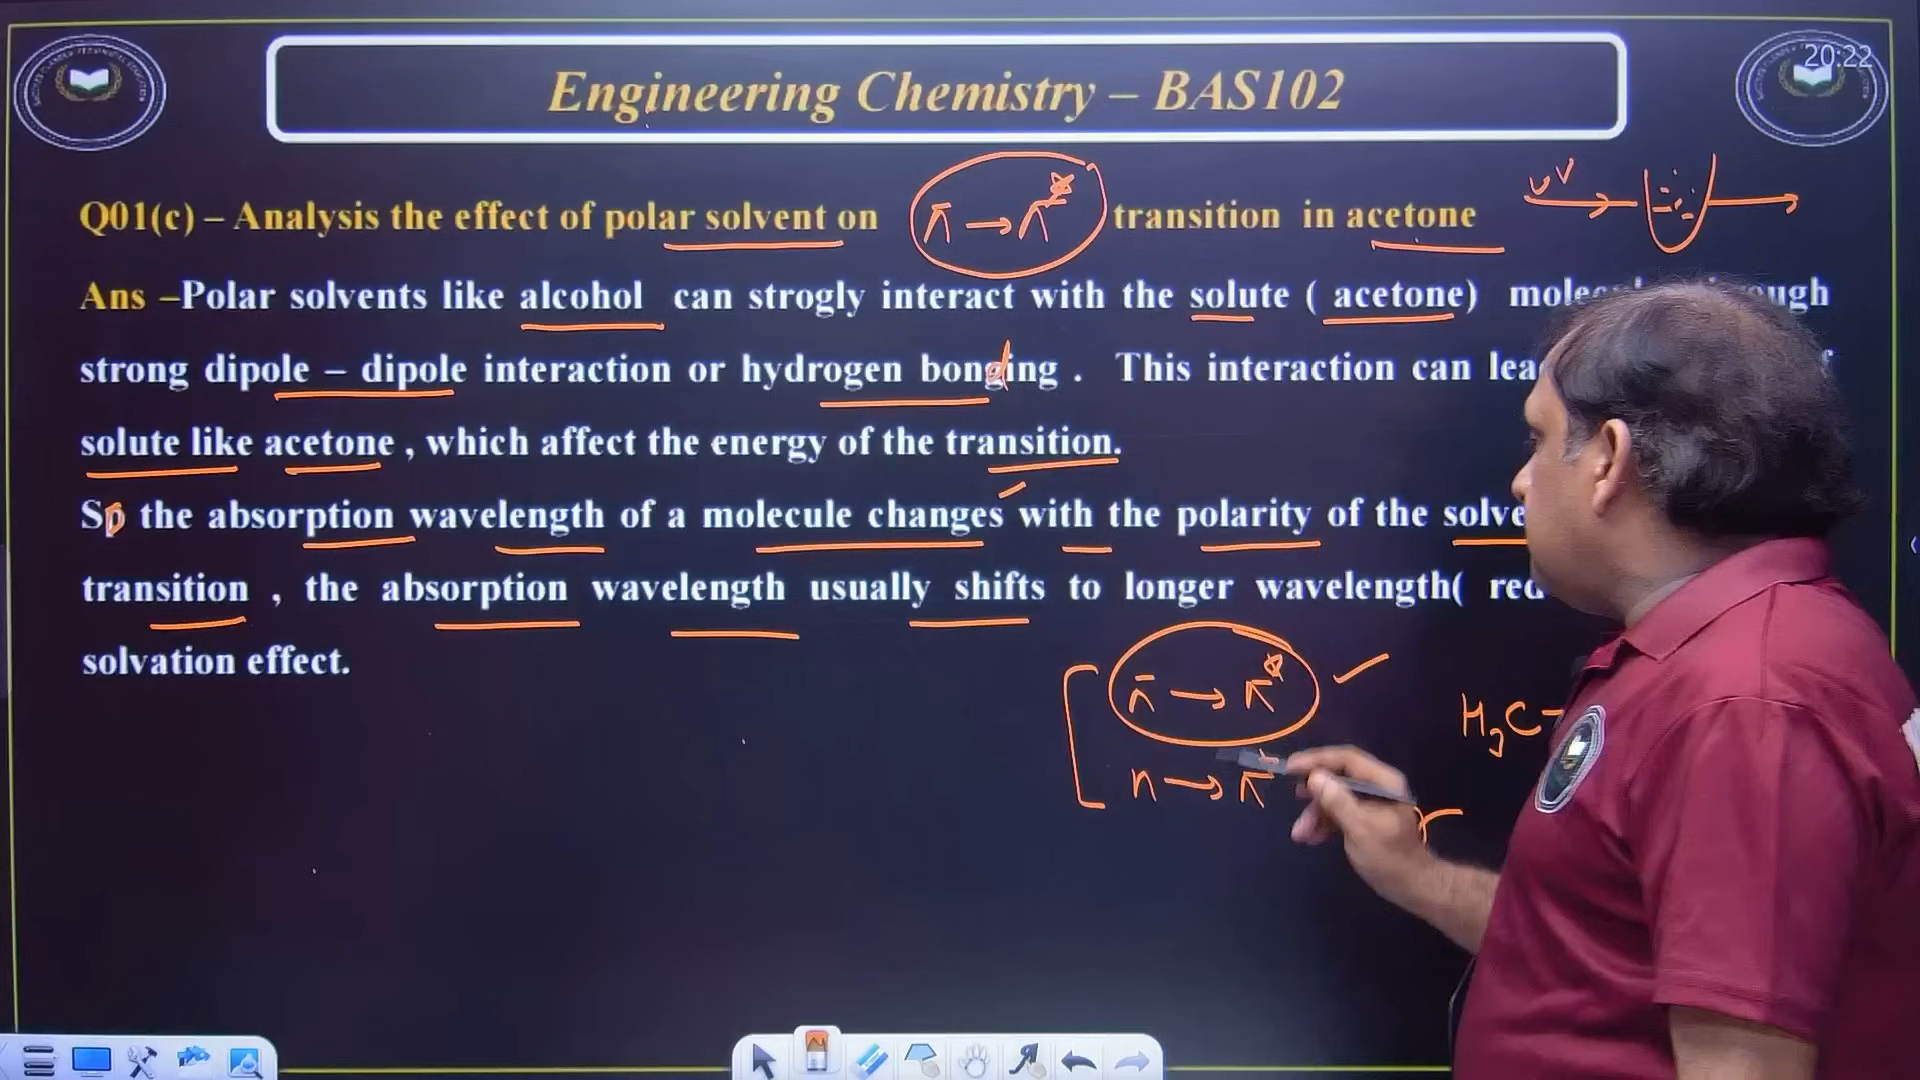 20:22
Engineering Chemistry – BAS102
Q01(c) – Analysis the effect of polar solvent on π → π* transition in acetone
UV
Ans –Polar solvents like alcohol can strogly interact with the solute ( acetone)
strong dipole – dipole interaction or hydrogen bonding . This interaction can
solute like acetone , which affect the energy of the transition.
So the absorption wavelength of a molecule changes with the polarity of the
transition , the absorption wavelength usually shifts to longer wavelength(
solvation effect.
π → π*
H3C-
n → π*